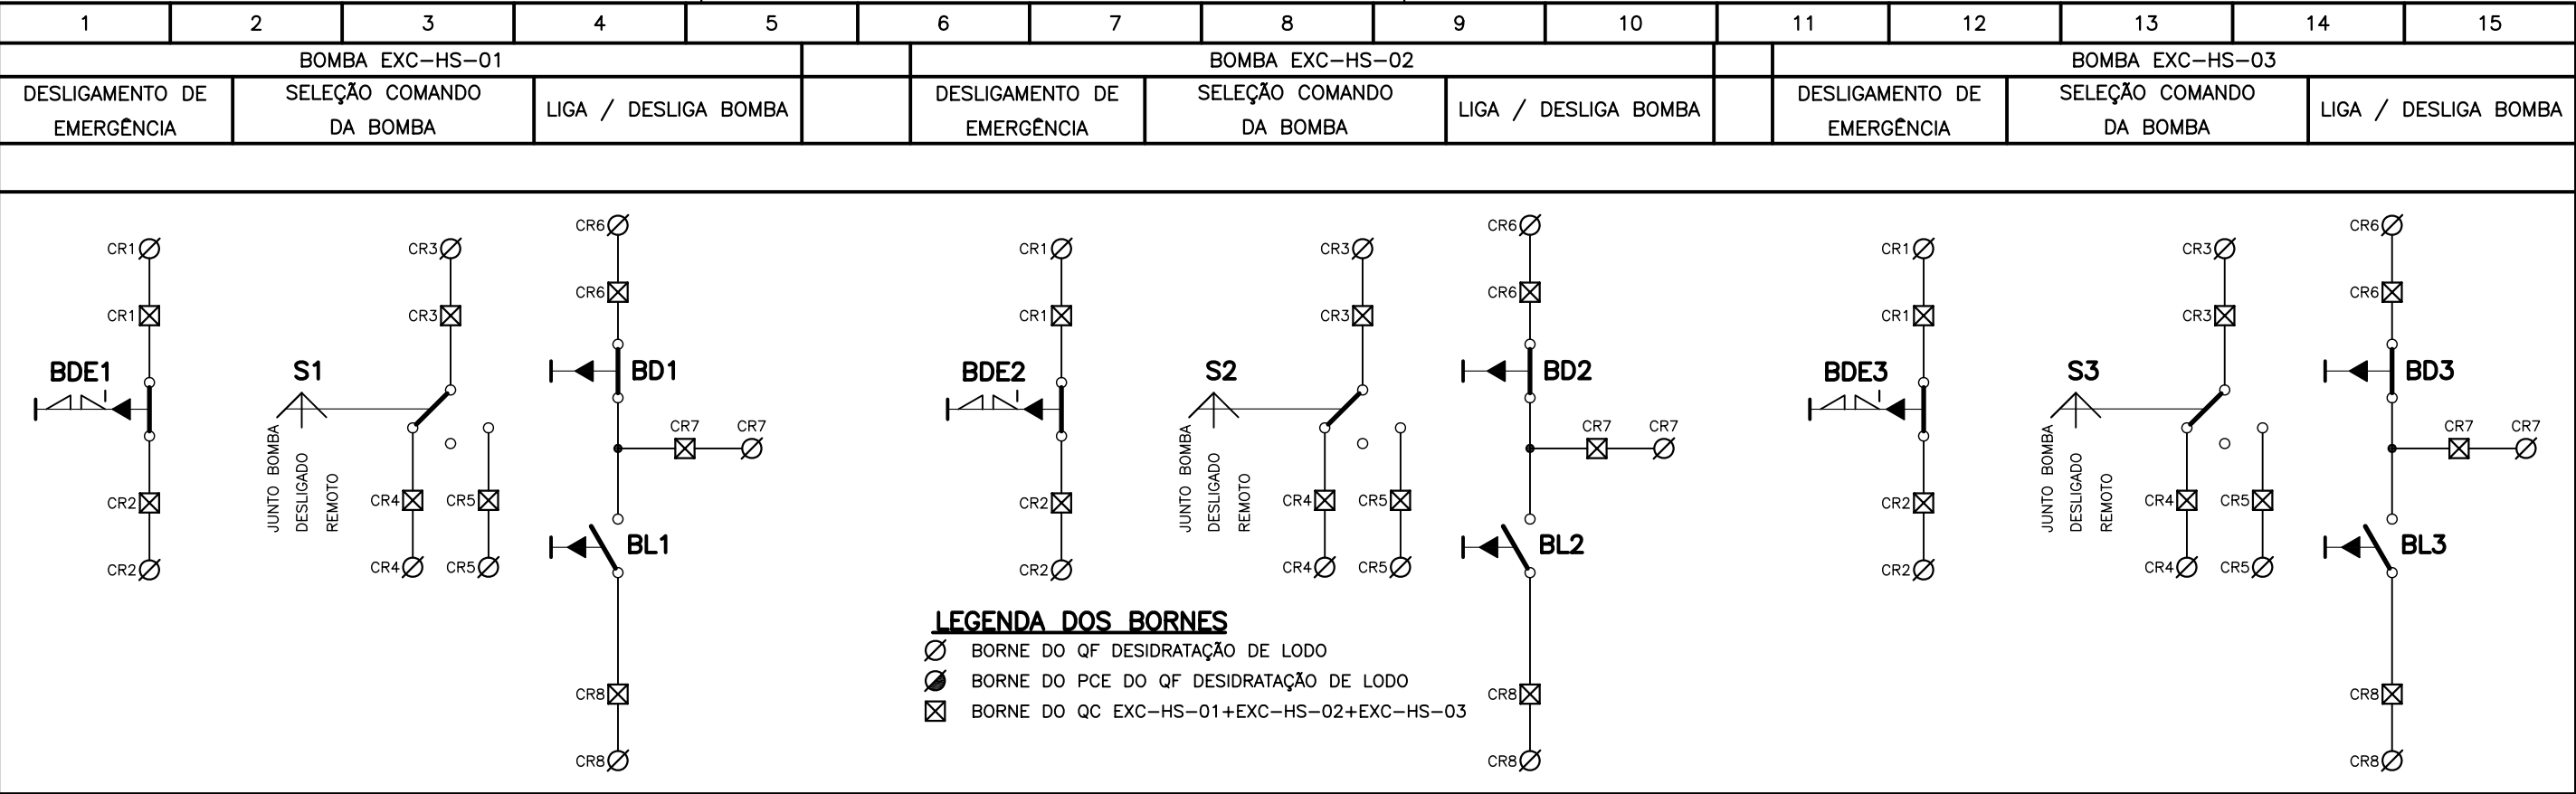 1 2 3 4 5 6 7 8 9 10 11 12 13 14 15
BOMBA EXC-HS-01 BOMBA EXC-HS-02 BOMBA EXC-HS-03
DESLIGAMENTO DE
EMERGÊNCIA
SELEÇÃO COMANDO
DA BOMBA
LIGA / DESLIGA BOMBA
DESLIGAMENTO DE
EMERGÊNCIA
SELEÇÃO COMANDO
DA BOMBA
LIGA / DESLIGA BOMBA
DESLIGAMENTO DE
EMERGÊNCIA
SELEÇÃO COMANDO
DA BOMBA
LIGA / DESLIGA BOMBA
CR1
CR1
BDE1
CR2
CR2
CR3
CR3
S1
JUNTO BOMBA
DESLIGADO
REMOTO
CR4 CR5
CR4 CR5
CR6
CR6
BD1
CR7 CR7
BL1
CR8
CR8
CR1
CR1
BDE2
CR2
CR2
CR3
CR3
S2
JUNTO BOMBA
DESLIGADO
REMOTO
CR4 CR5
CR4 CR5
CR6
CR6
BD2
CR7 CR7
BL2
CR8
CR8
CR1
CR1
BDE3
CR2
CR2
CR3
CR3
S3
JUNTO BOMBA
DESLIGADO
REMOTO
CR4 CR5
CR4 CR5
CR6
CR6
BD3
CR7 CR7
BL3
CR8
CR8
LEGENDA DOS BORNES
BORNE DO QF DESIDRATAÇÃO DE LODO
BORNE DO PCE DO QF DESIDRATAÇÃO DE LODO
BORNE DO QC EXC-HS-01+EXC-HS-02+EXC-HS-03